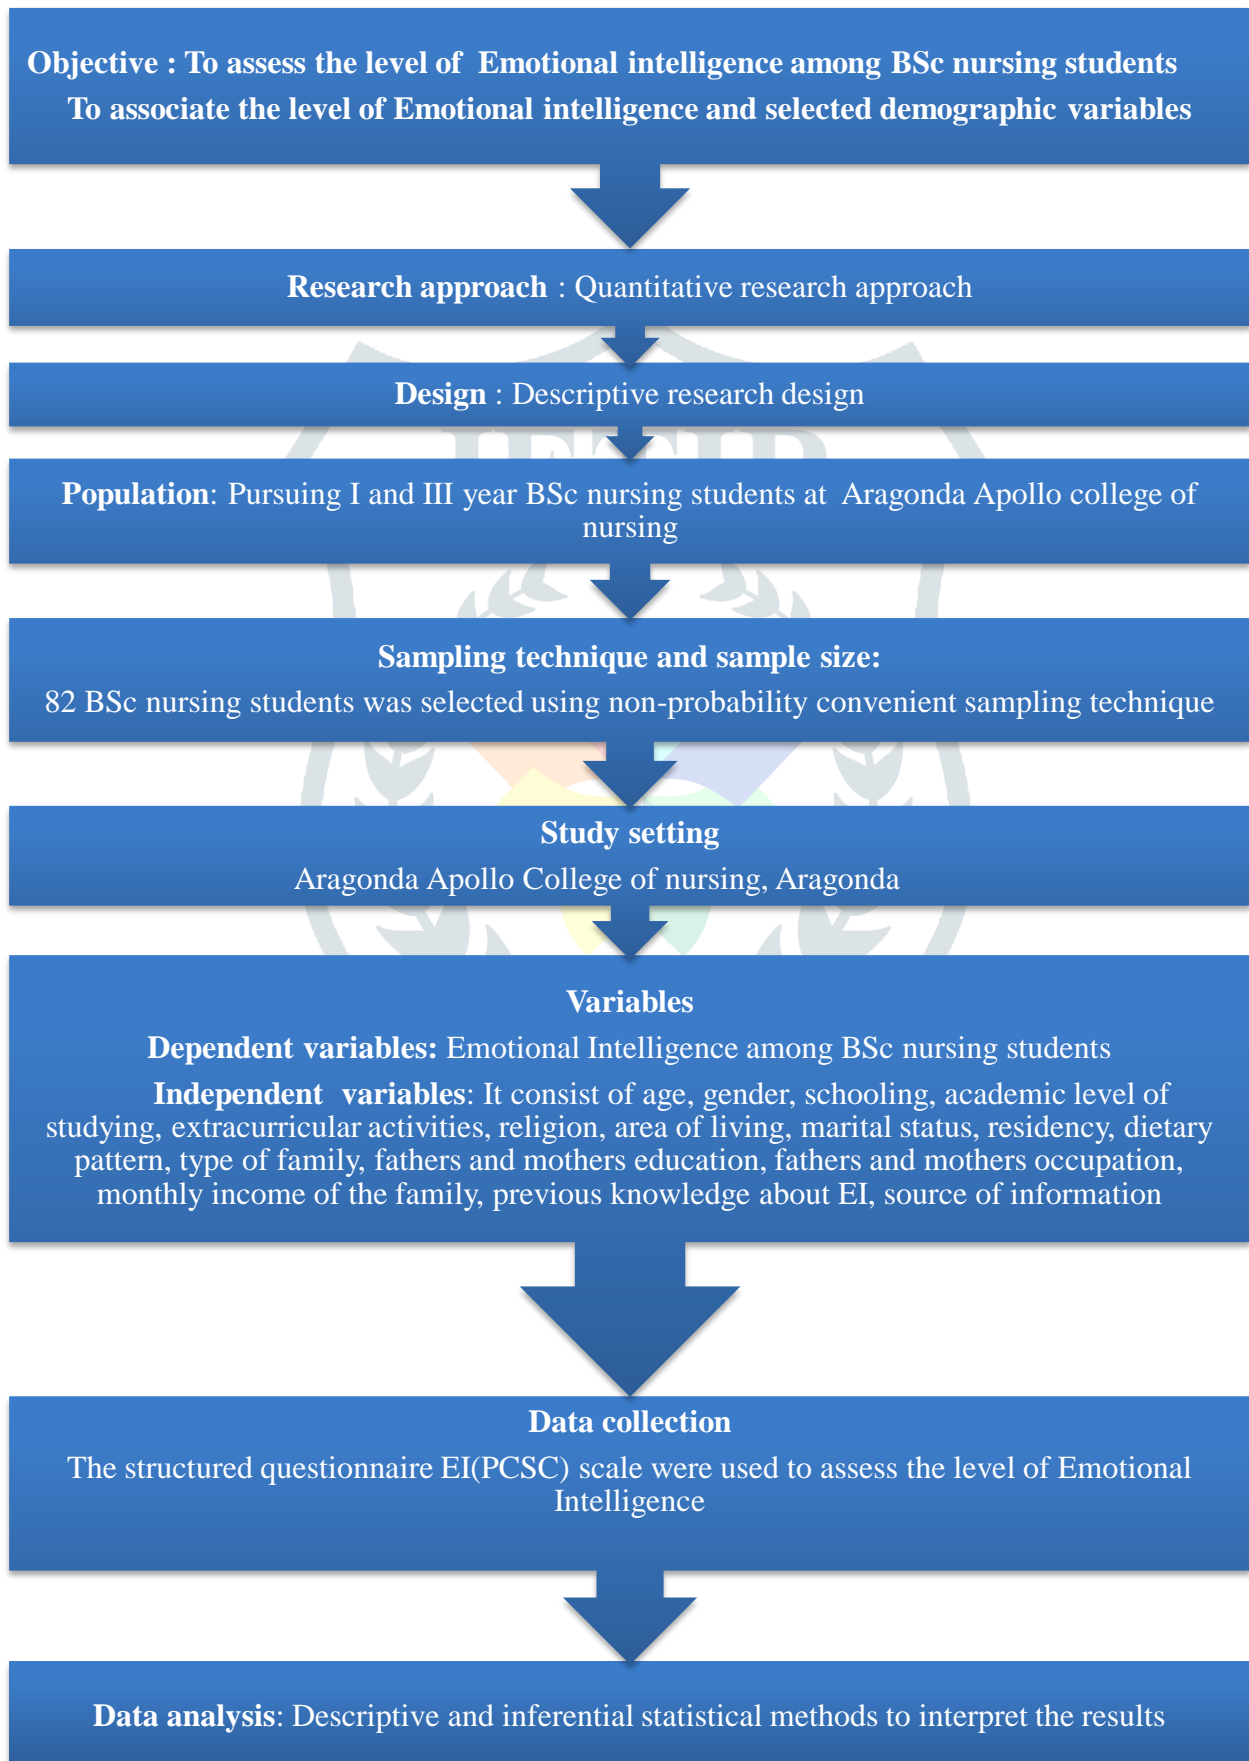 Objective : To assess the level of Emotional intelligence among BSc nursing students
To associate the level of Emotional intelligence and selected demographic variables
Research approach : Quantitative research approach
Design : Descriptive research design
JETIR
Population: Pursuing I and III year BSc nursing students at Aragonda Apollo college of
nursing
Sampling technique and sample size:
82 BSc nursing students was selected using non-probability convenient sampling technique
Study setting
Aragonda Apollo College of nursing, Aragonda
Variables
Dependent variables: Emotional Intelligence among BSc nursing students
Independent variables: It consist of age, gender, schooling, academic level of
studying, extracurricular activities, religion, area of living, marital status, residency, dietary
pattern, type of family, fathers and mothers education, fathers and mothers occupation,
monthly income of the family, previous knowledge about EI, source of information
Data collection
The structured questionnaire EI(PCSC) scale were used to assess the level of Emotional
Intelligence
Data analysis: Descriptive and inferential statistical methods to interpret the results